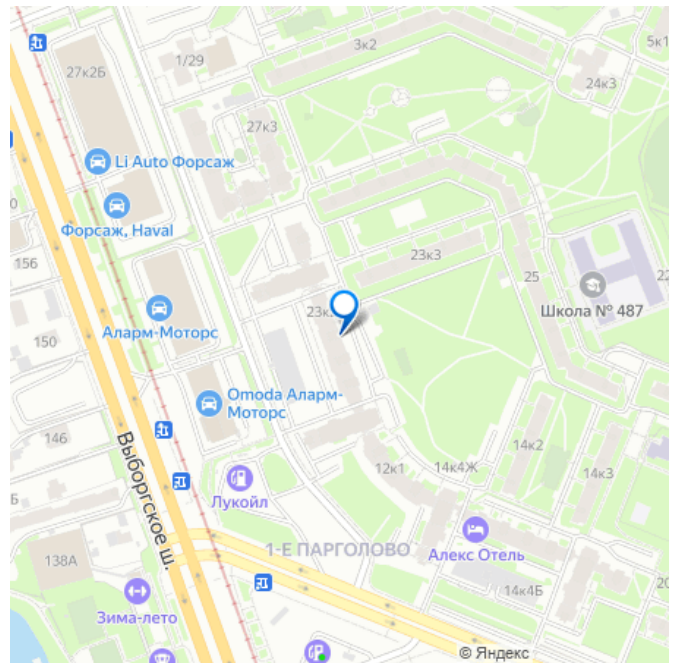 3к2
5к1
1/29
27к2Б
24к3
27к3
Li Auto Форсаж
Форсаж, Haval
23к3
156
25
22
Школа № 487
23к
Аларм-Моторс
150
Omoda Аларм-
Моторс
146
14к2
Выборгское ш.
12к1
14к4Ж
14к3
Б
Лукойл
1-Е ПАРГОЛОВО
Алекс Отель
138А
14к4Б
20
Зима-лето
© Яндекс